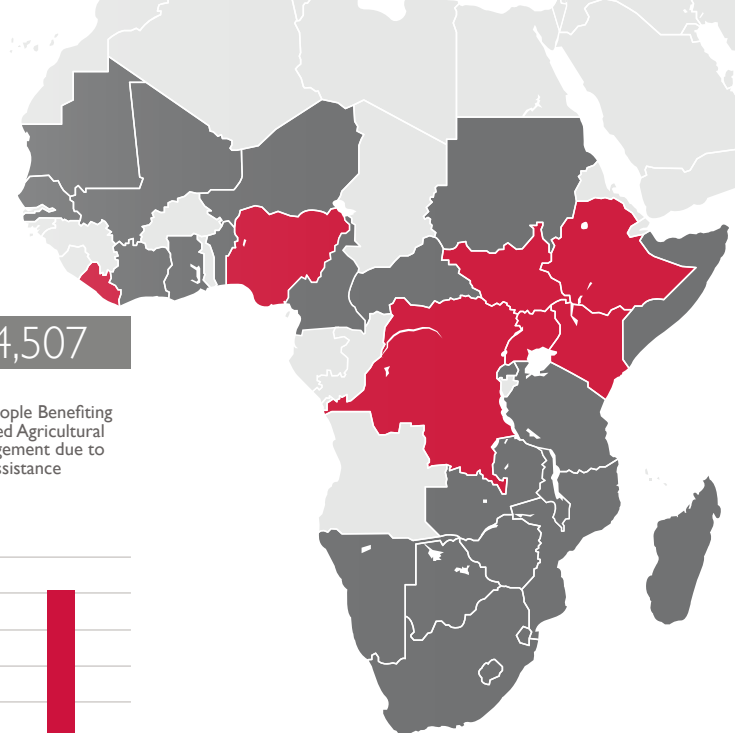 4,507
ople Benefiting
ed Agricultural
gement due to
ssistance